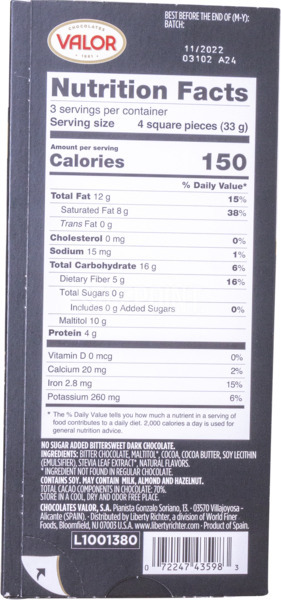 BEST BEFORE THE END OF (M-Y):
BATCH:
CHOCOLATES
VALOR
1881
11/2022
03102 A24
Nutrition Facts
3 servings per container
Serving size 4 square pieces (33 g)
Amount per serving
Calories 150
% Daily Value*
Total Fat 12 g 15%
Saturated Fat 8 g 38%
Trans Fat 0 g
Cholesterol 0 mg 0%
Sodium 15 mg 1%
Total Carbohydrate 16 g 6%
Dietary Fiber 5 g 16%
Total Sugars 0 g
Includes 0 g Added Sugars 0%
Maltitol 10 g
Protein 4 g
Vitamin D 0 mcg 0%
Calcium 20 mg 2%
Iron 2.8 mg 15%
Potassium 260 mg 6%
* The % Daily Value tells you how much a nutrient in a serving of
food contributes to a daily diet. 2,000 calories a day is used for
general nutrition advice.
NO SUGAR ADDED BITTERSWEET DARK CHOCOLATE.
INGREDIENTS: BITTER CHOCOLATE, MALTITOL*, COCOA, COCOA BUTTER, SOY LECITHIN
(EMULSIFIER), STEVIA LEAF EXTRACT*, NATURAL FLAVORS.
* INGREDIENT NOT FOUND IN REGULAR CHOCOLATE.
CONTAINS SOY. MAY CONTAIN MILK, ALMOND AND HAZELNUT.
TOTAL CACAO COMPONENTS IN CHOCOLATE: 70%.
STORE IN A COOL, DRY AND ODOR FREE PLACE.
CHOCOLATES VALOR, S.A. Pianista Gonzalo Soriano, 13. - 03570 Villajoyosa -
Alicante (SPAIN). - Distributed by Liberty Richter, a division of World Finer
Foods, Bloomfield, NJ 07003 U.S.A. www.libertyrichter.com - Product of Spain.
L1001380
0 72247 43598 3